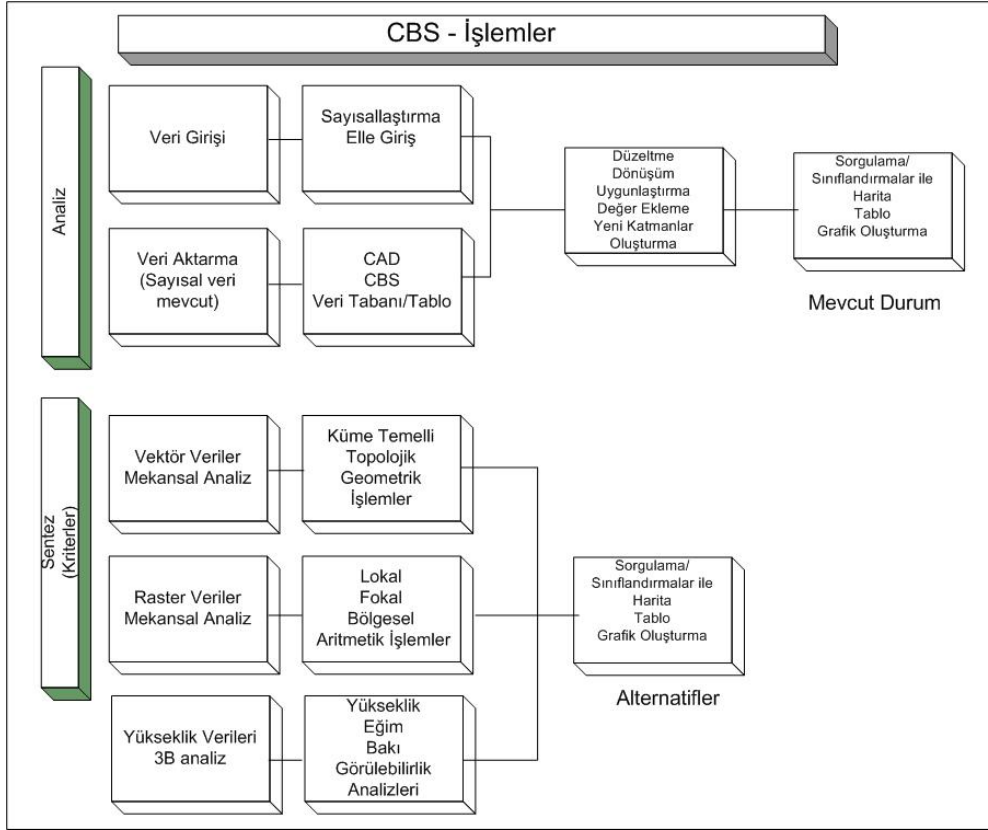 CBS - İşlemler
Analiz
Veri Girişi
Sayısallaştırma
Elle Giriş
Veri Aktarma
(Sayısal veri
mevcut)
CAD
CBS
Veri Tabanı/Tablo
Düzeltme
Dönüşüm
Uygunlaştırma
Değer Ekleme
Yeni Katmanlar
Oluşturma
Sorgulama/
Sınıflandırmalar ile
Harita
Tablo
Grafik Oluşturma
Mevcut Durum
Sentez
(Kriterler)
Vektör Veriler
Mekansal Analiz
Küme Temelli
Topolojik
Geometrik
İşlemler
Raster Veriler
Mekansal Analiz
Lokal
Fokal
Bölgesel
Aritmetik İşlemler
Yükseklik Verileri
3B analiz
Yükseklik
Eğim
Bakı
Görülebilirlik
Analizleri
Sorgulama/
Sınıflandırmalar ile
Harita
Tablo
Grafik Oluşturma
Alternatifler